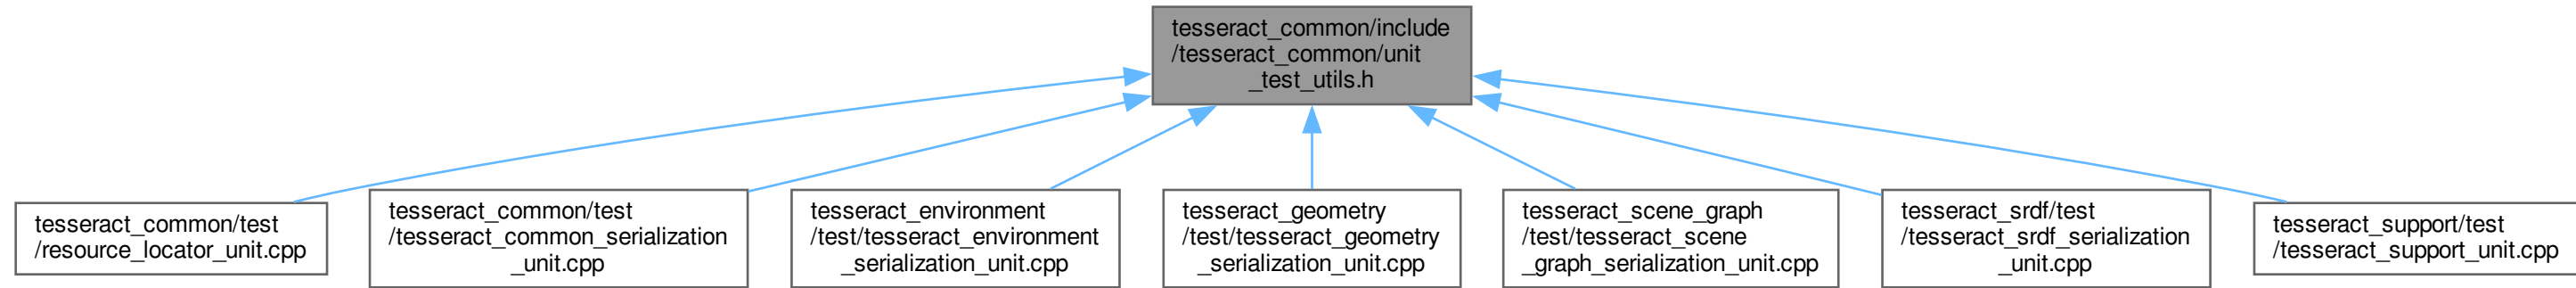 tesseract_common/include
/tesseract_common/unit
_test_utils.h
tesseract_common/test
/resource_locator_unit.cpp
tesseract_common/test
/tesseract_common_serialization
_unit.cpp
tesseract_environment
/test/tesseract_environment
_serialization_unit.cpp
tesseract_geometry
/test/tesseract_geometry
_serialization_unit.cpp
tesseract_scene_graph
/test/tesseract_scene
_graph_serialization_unit.cpp
tesseract_srdf/test
/tesseract_srdf_serialization
_unit.cpp
tesseract_support/test
/tesseract_support_unit.cpp